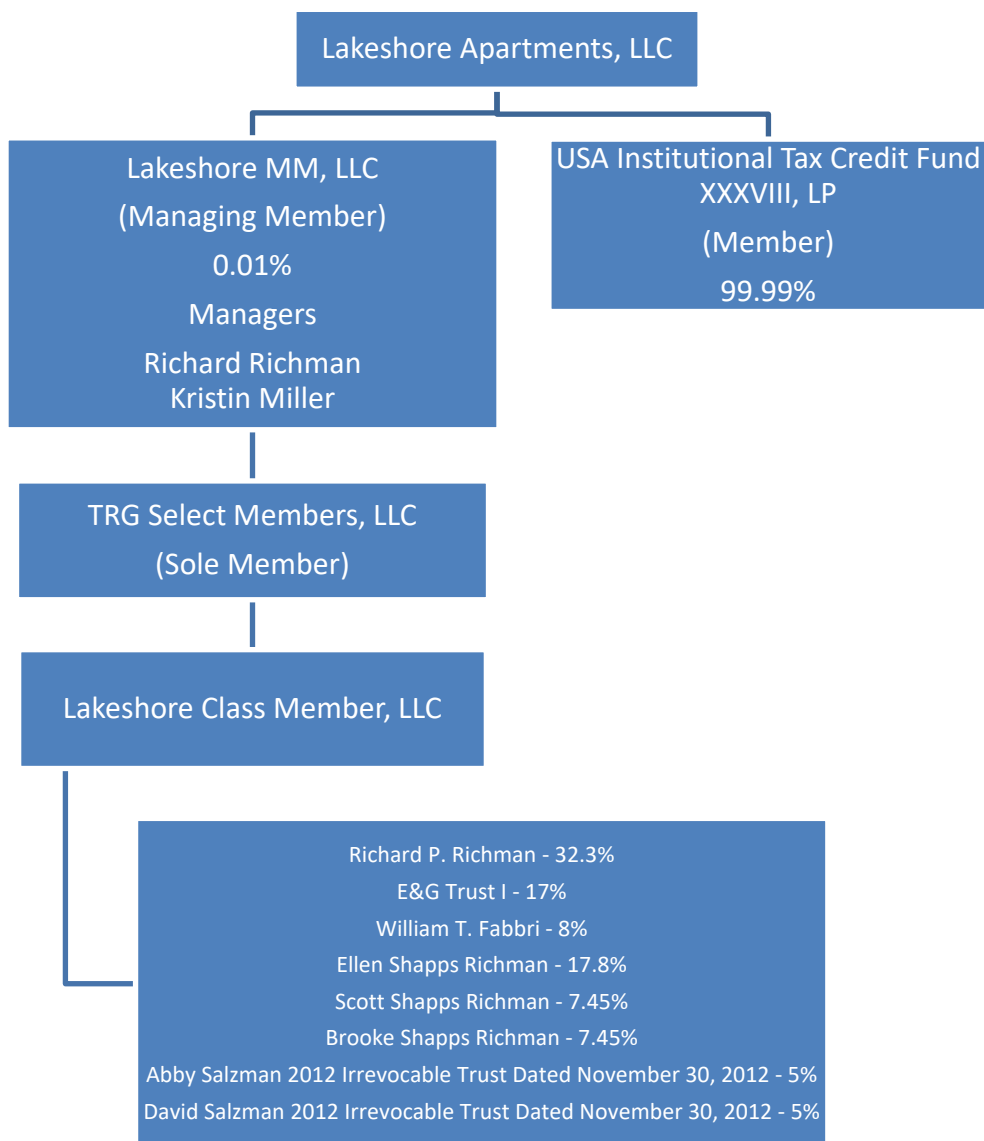 Lakeshore Apartments, LLC
Lakeshore MM, LLC
(Managing Member)
0.01%
Managers
Richard Richman
Kristin Miller
USA Institutional Tax Credit Fund
XXXVIII, LP
(Member)
99.99%
TRG Select Members, LLC
(Sole Member)
Lakeshore Class Member, LLC
Richard P. Richman - 32.3%
E&G Trust I - 17%
William T. Fabbri - 8%
Ellen Shapps Richman - 17.8%
Scott Shapps Richman - 7.45%
Brooke Shapps Richman - 7.45%
Abby Salzman 2012 Irrevocable Trust Dated November 30, 2012 - 5%
David Salzman 2012 Irrevocable Trust Dated November 30, 2012 - 5%